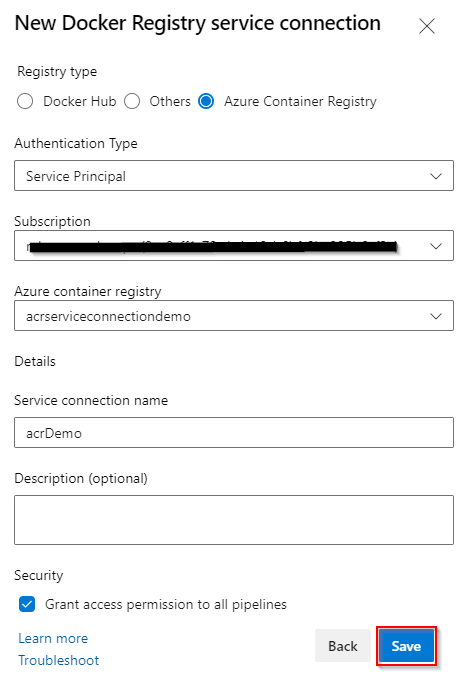 New Docker Registry service connection
Registry type
Docker Hub Others Azure Container Registry
Authentication Type
Service Principal
Subscription
Azure container registry
acrserviceconnectiondemo
Details
Service connection name
acrDemo
Description (optional)
Security
Grant access permission to all pipelines
Learn more
Troubleshoot
Back Save